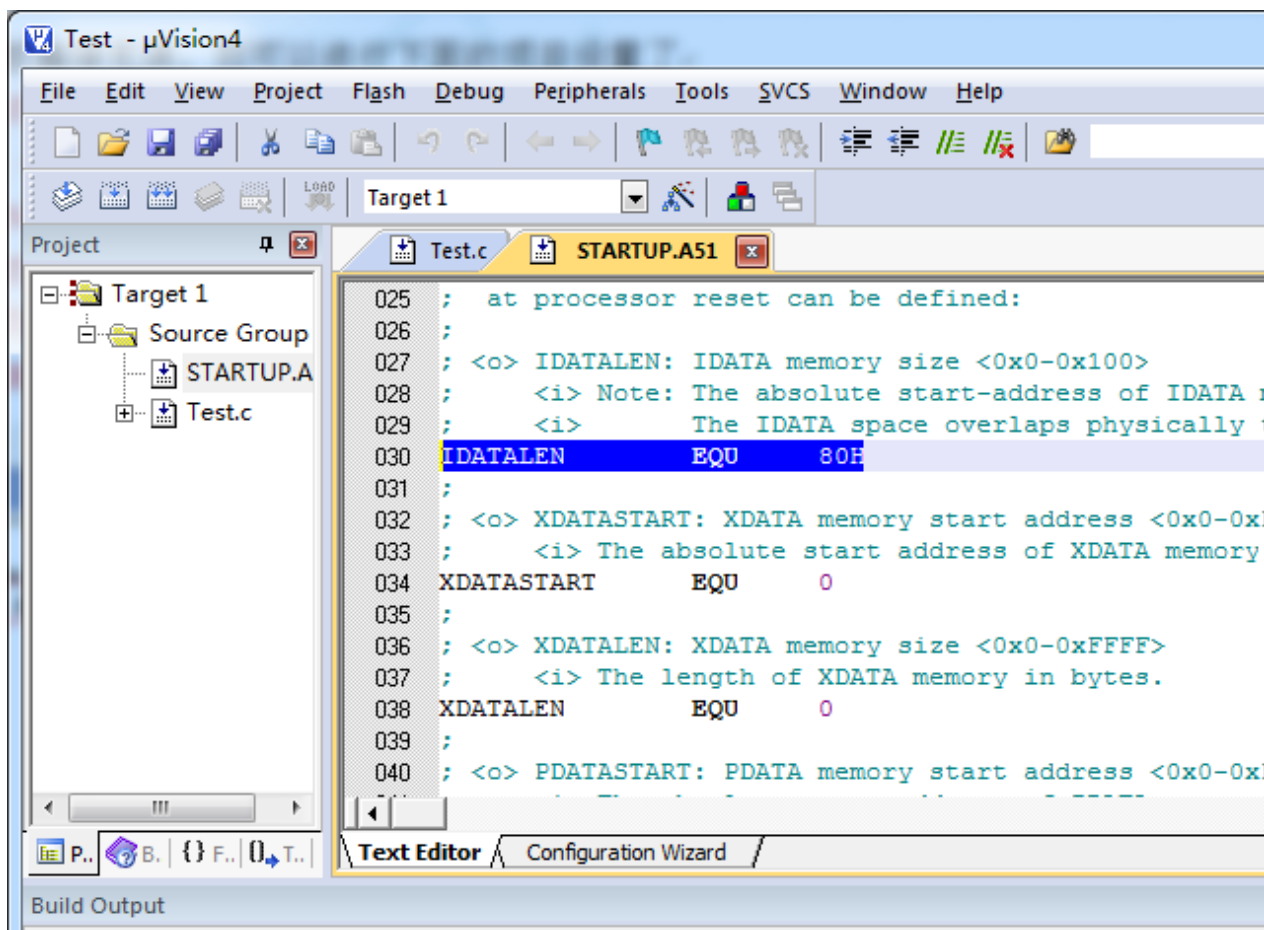 Test - µVision4
File Edit View Project Flash Debug Peripherals Tools SVCS Window Help
LOAD
Target 1
Project
Test.c
STARTUP.A51
Target 1
Source Group
STARTUP.A
Test.c
025 ;  at processor reset can be defined:
026 ;
027 ; <o> IDATALEN: IDATA memory size <0x0-0x100>
028 ;     <i> Note: The absolute start-address of IDATA
029 ;     <i>       The IDATA space overlaps physically
030 IDATALEN        EQU     80H
031 ;
032 ; <o> XDATASTART: XDATA memory start address <0x0-0x
033 ;     <i> The absolute start address of XDATA memory
034 XDATASTART      EQU     0
035 ;
036 ; <o> XDATALEN: XDATA memory size <0x0-0xFFFF>
037 ;     <i> The length of XDATA memory in bytes.
038 XDATALEN        EQU     0
039 ;
040 ; <o> PDATASTART: PDATA memory start address <0x0-0x
P.. B. {} F.. T..
Text Editor Configuration Wizard
Build Output